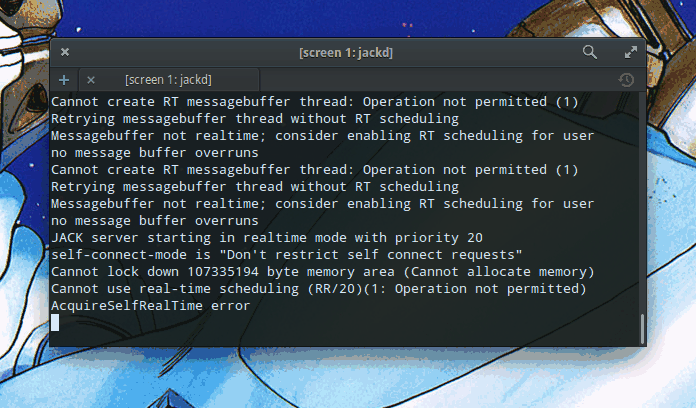 [screen 1: jackd]
[screen 1: jackd]
Cannot create RT messagebuffer thread: Operation not permitted (1)
Retrying messagebuffer thread without RT scheduling
Messagebuffer not realtime; consider enabling RT scheduling for user
no message buffer overruns
Cannot create RT messagebuffer thread: Operation not permitted (1)
Retrying messagebuffer thread without RT scheduling
Messagebuffer not realtime; consider enabling RT scheduling for user
no message buffer overruns
JACK server starting in realtime mode with priority 20
self-connect-mode is "Don't restrict self connect requests"
Cannot lock down 107335194 byte memory area (Cannot allocate memory)
Cannot use real-time scheduling (RR/20)(1: Operation not permitted)
AcquireSelfRealTime error